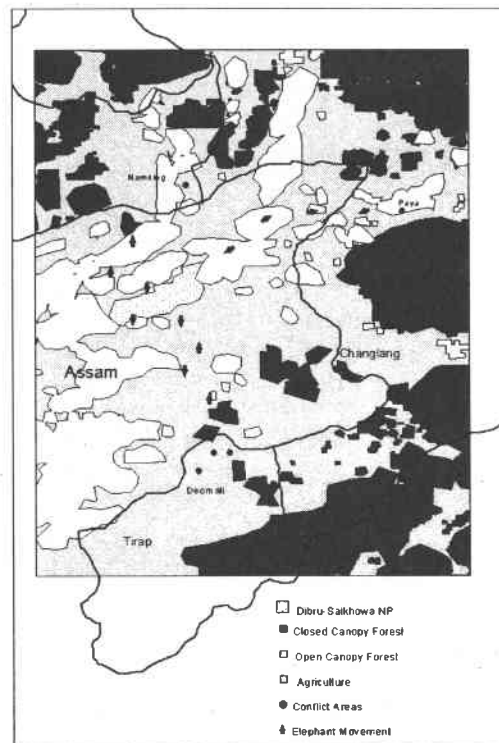 Namsing
Paya
Assam
Changlang
Deomali
Tirap
Dibru-Saikhowa NP
Closed Canopy Forest
Open Canopy Forest
Agriculture
Conflict Areas
Elephant Movement